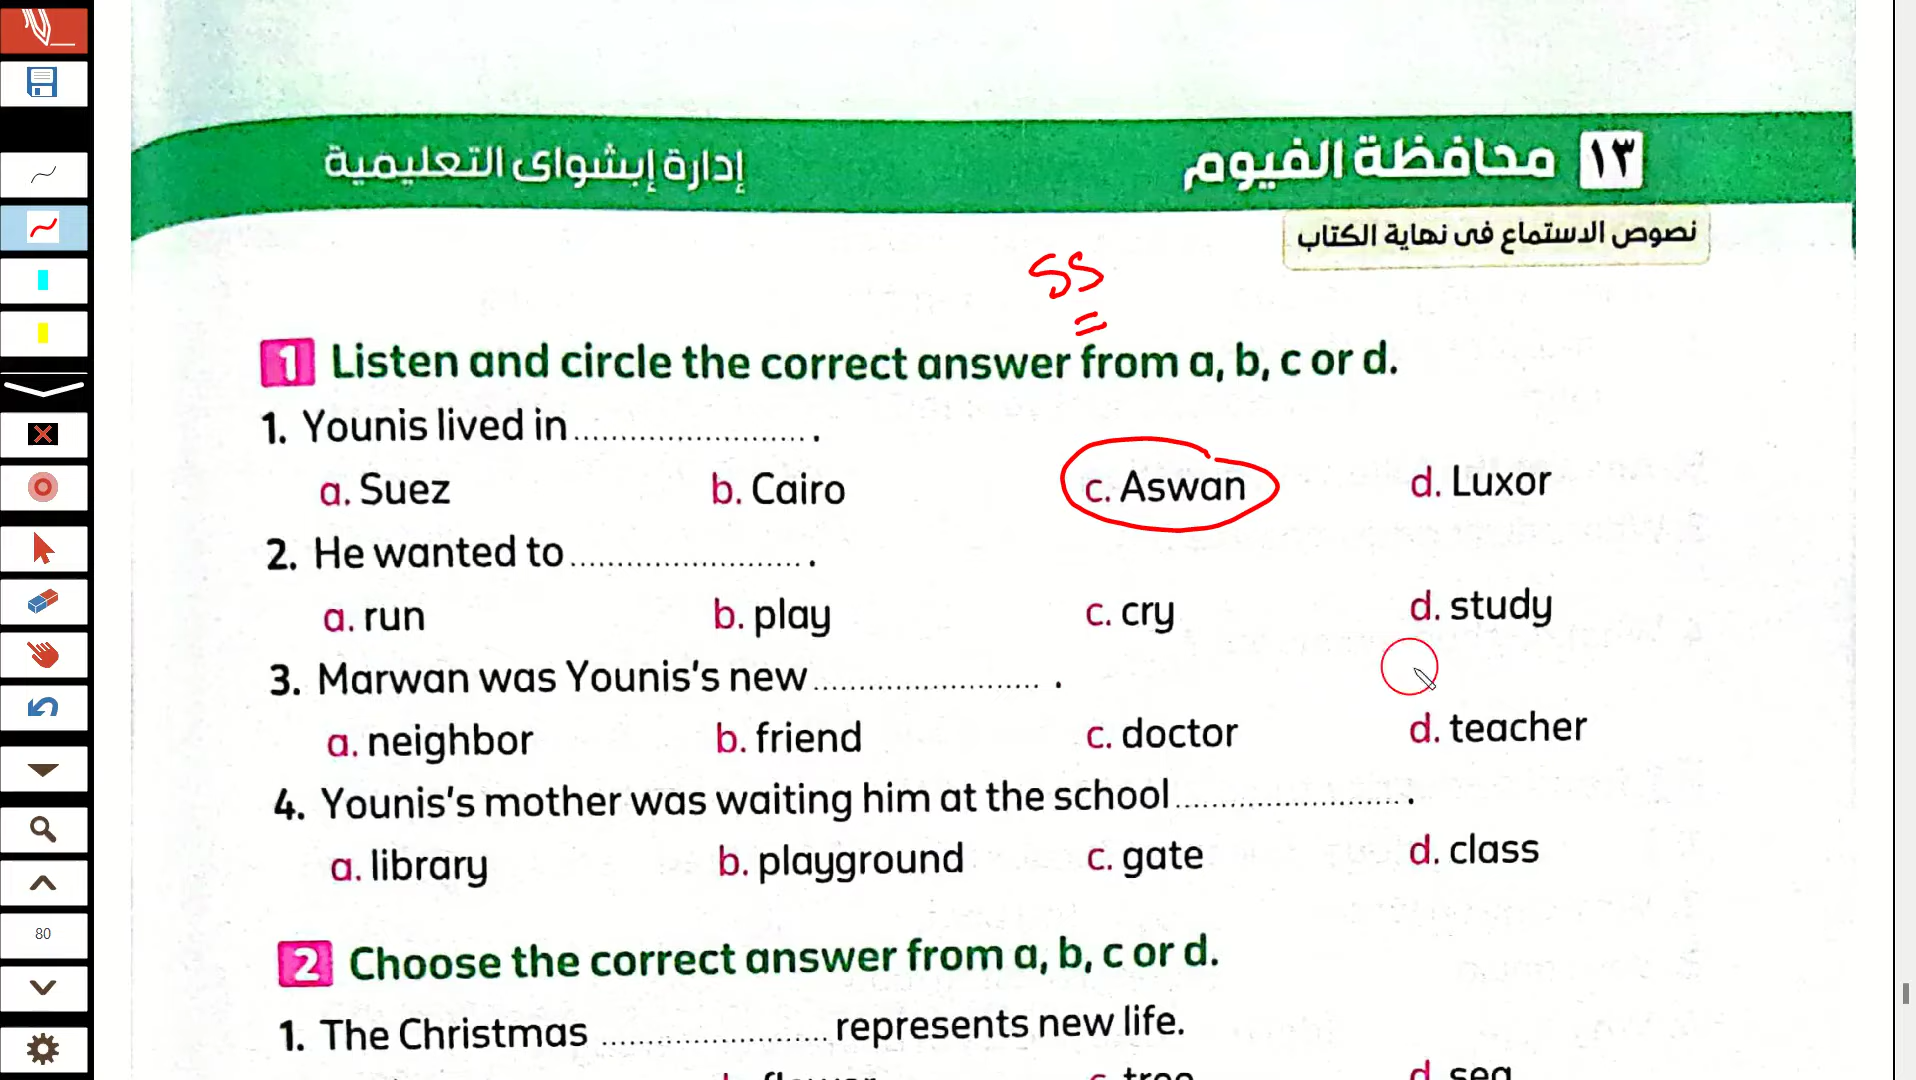 ١٣ محافظة الفيوم
إدارة إبشواى التعليمية
نصوص الاستماع فى نهاية الكتاب
1 Listen and circle the correct answer from a, b, c or d.
1. Younis lived in ........................ .
a. Suez b. Cairo c. Aswan d. Luxor
2. He wanted to ........................ .
a. run b. play c. cry d. study
3. Marwan was Younis's new ........................ .
a. neighbor b. friend c. doctor d. teacher
4. Younis's mother was waiting him at the school ........................ .
a. library b. playground c. gate d. class
2 Choose the correct answer from a, b, c or d.
1. The Christmas ........................ represents new life.
c. tree
80